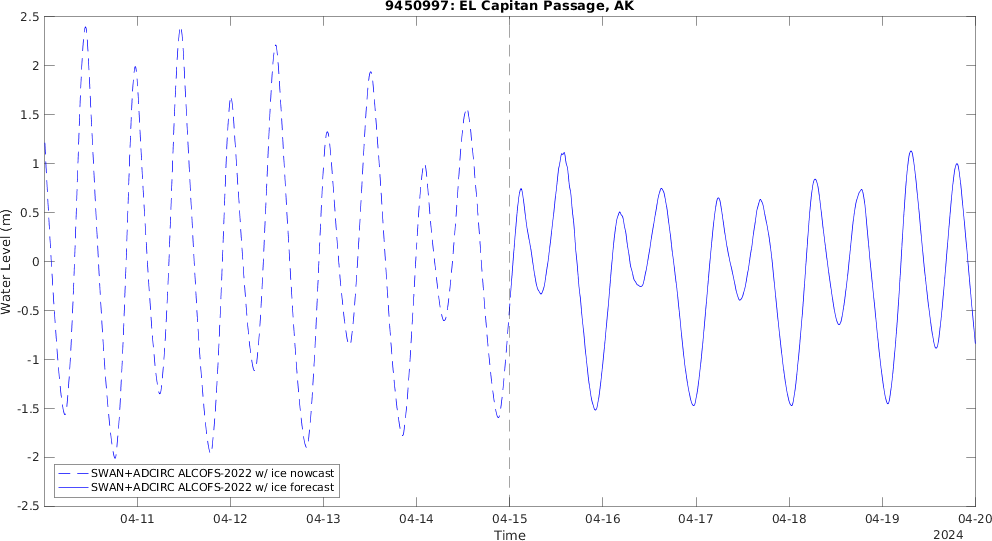 9450997: EL Capitan Passage, AK
2.5
2
1.5
1
0.5
0
-0.5
-1
-1.5
-2
-2.5
Water Level (m)
SWAN+ADCIRC ALCOFS-2022 w/ ice nowcast
SWAN+ADCIRC ALCOFS-2022 w/ ice forecast
04-11 04-12 04-13 04-14 04-15 04-16 04-17 04-18 04-19 04-20
Time
2024